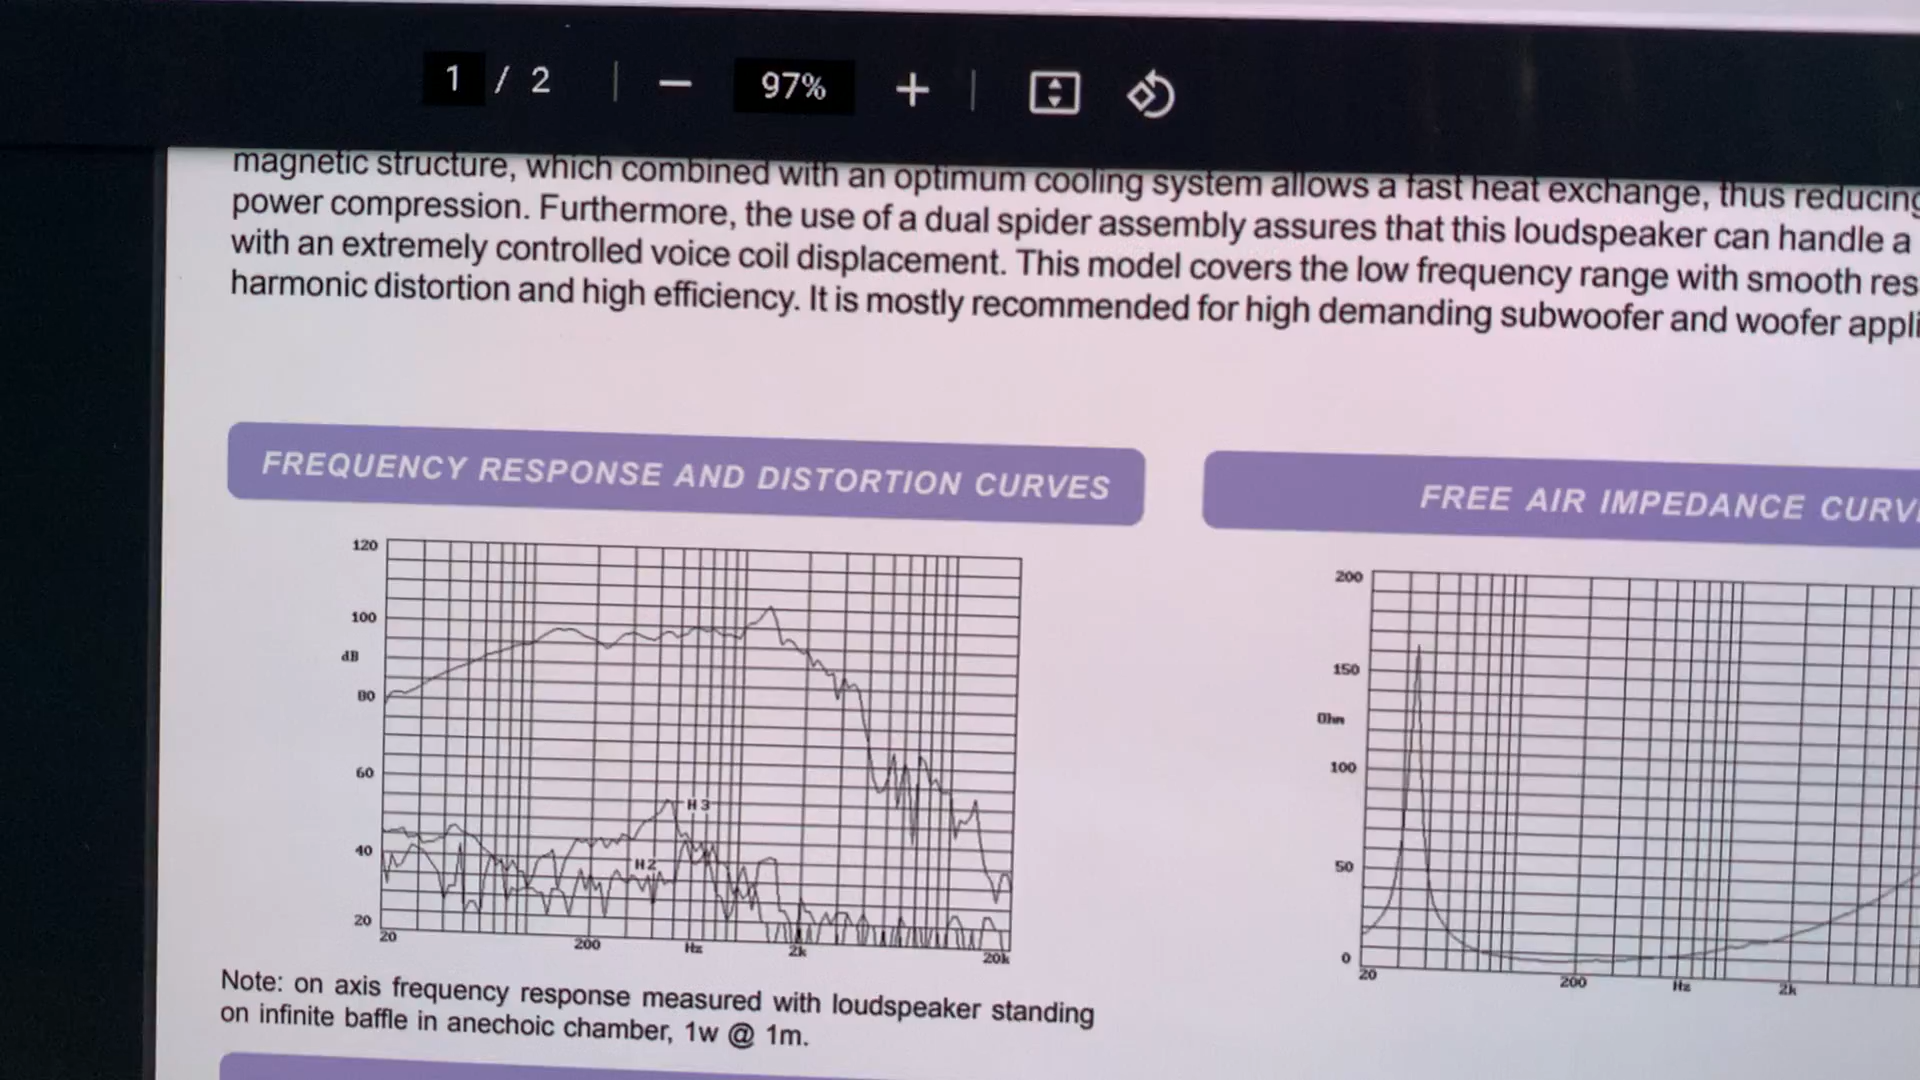 1 / 2 97%
magnetic structure, which combined with an optimum cooling system allows a fast heat exchange, thus reducing
power compression. Furthermore, the use of a dual spider assembly assures that this loudspeaker can handle a
with an extremely controlled voice coil displacement. This model covers the low frequency range with smooth res
harmonic distortion and high efficiency. It is mostly recommended for high demanding subwoofer and woofer appli
FREQUENCY RESPONSE AND DISTORTION CURVES
FREE AIR IMPEDANCE CURV
120
100
dB
80
60
40
20
H3
H2
20 200 Hz 2k 20k
200
150
Ohm
100
50
0
20 200 Hz 2k
Note: on axis frequency response measured with loudspeaker standing
on infinite baffle in anechoic chamber, 1w @ 1m.